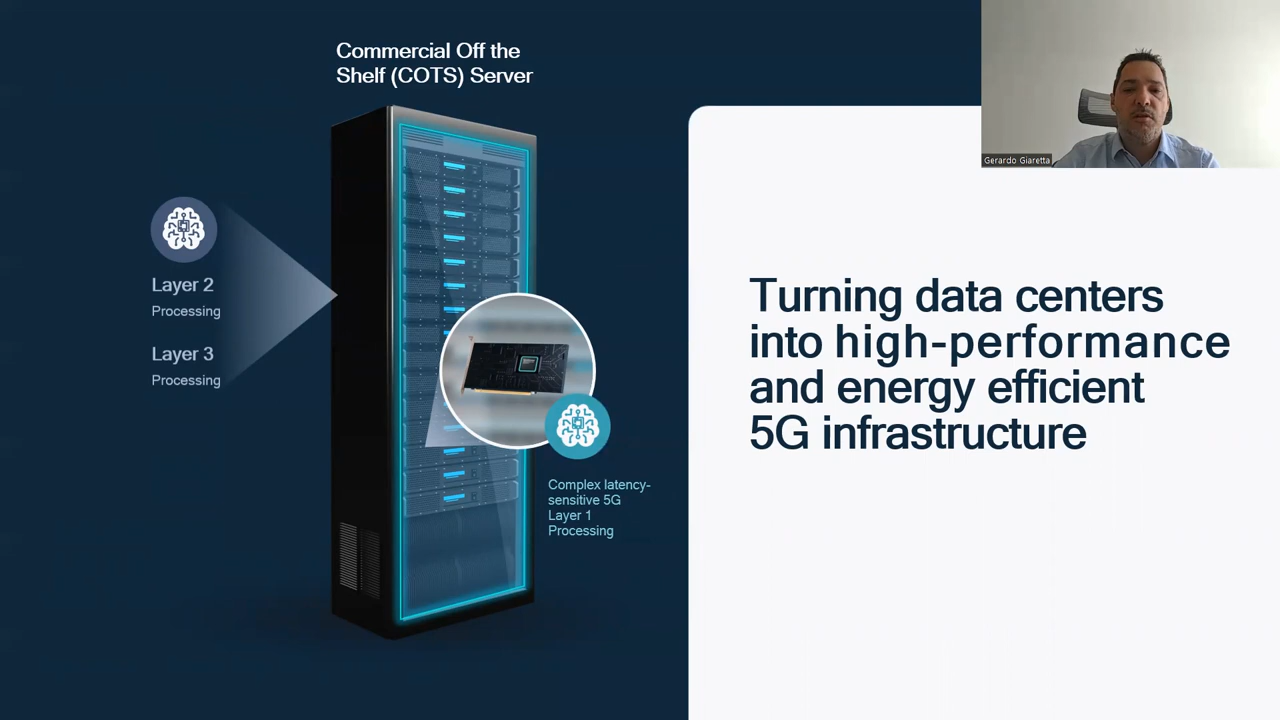 Commercial Off the
Shelf (COTS) Server
Layer 2
Processing
Layer 3
Processing
Complex latency-
sensitive 5G
Layer 1
Processing
Gerardo Giaretta
Turning data centers
into high-performance
and energy efficient
5G infrastructure